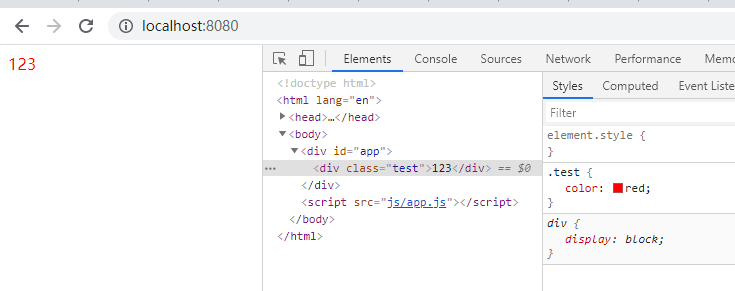 localhost:8080
123
Elements Console Sources Network Performance
<!doctype html>
<html lang="en">
<head>…</head>
<body>
<div id="app">
<div class="test">123</div> == $0
</div>
<script src="js/app.js"></script>
</body>
</html>
Styles Computed Event Liste
Filter
element.style {
}
.test {
color: red;
}
div {
display: block;
}